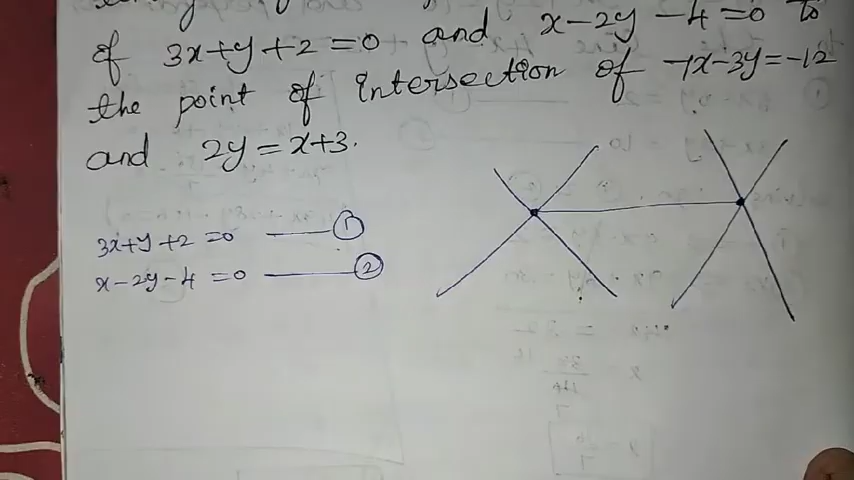 of 3x+y+2=0 and x-2y-4=0 to
the point of intersection of 7x-3y=-12
and 2y=x+3.
3x+y+2=0 ——— ①
x-2y-4=0 ——— ②